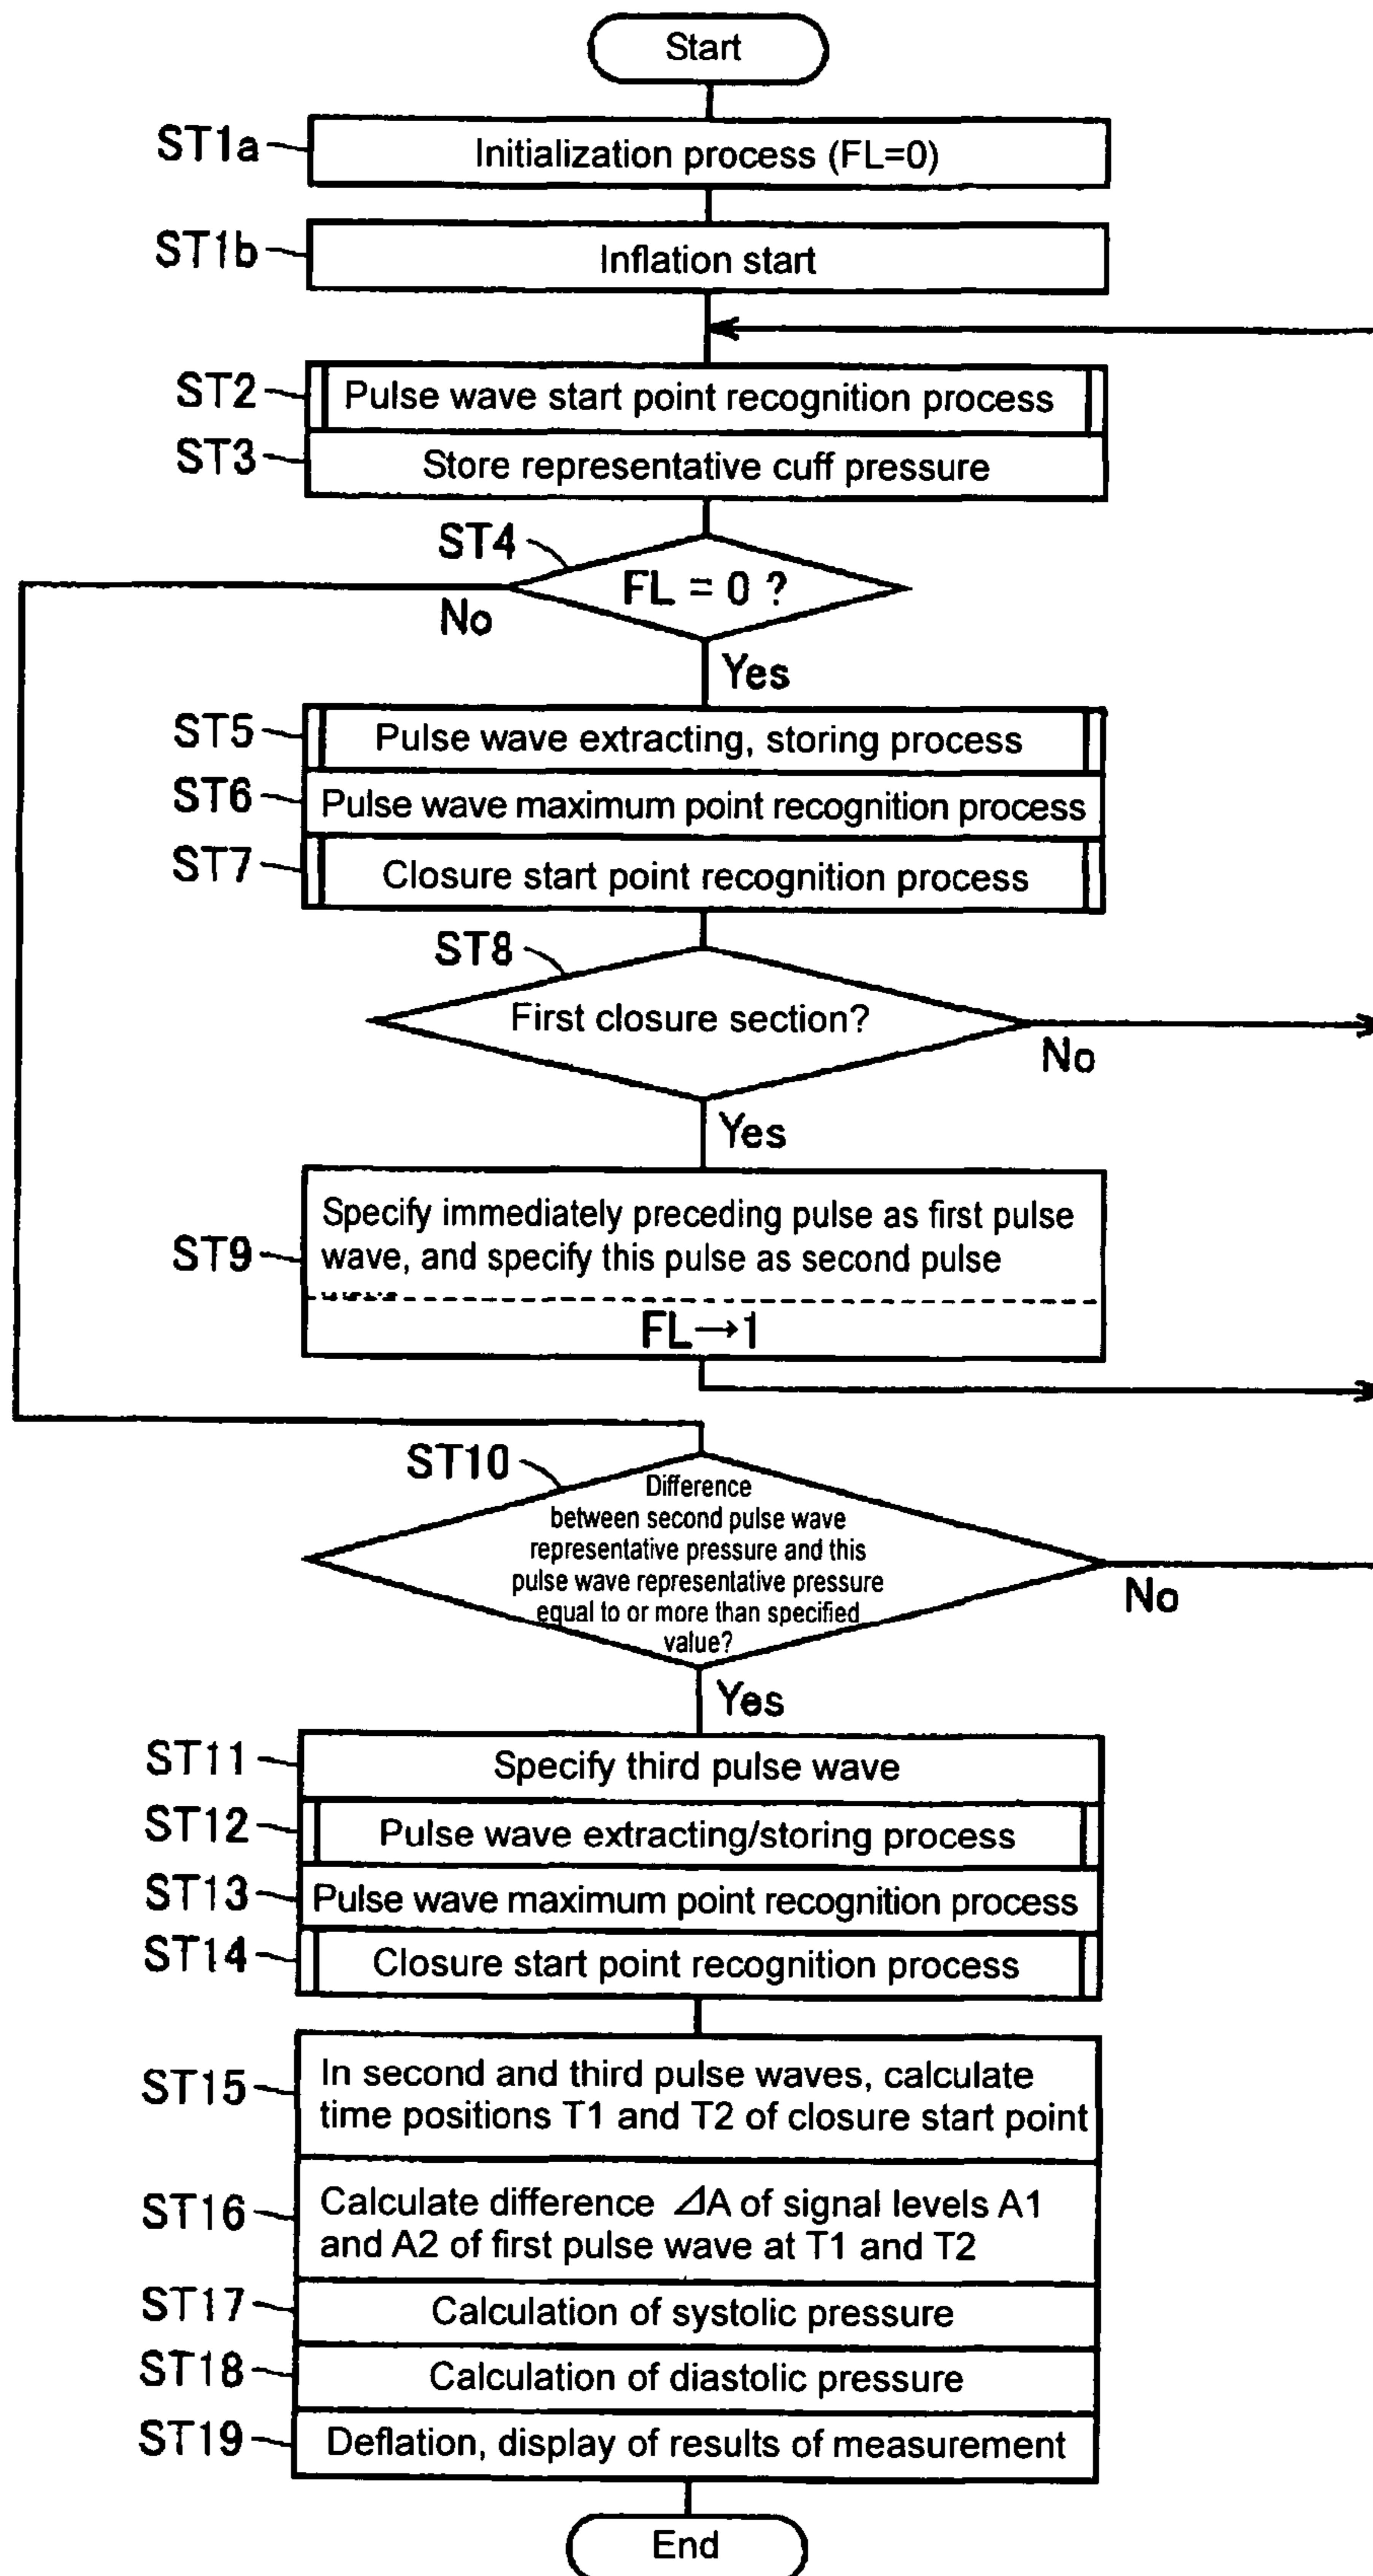 Start
ST1a
Initialization process (FL=0)
ST1b
Inflation start
ST2
Pulse wave start point recognition process
ST3
Store representative cuff pressure
ST4
FL = 0 ?
No
Yes
ST5
Pulse wave extracting, storing process
ST6
Pulse wave maximum point recognition process
ST7
Closure start point recognition process
ST8
First closure section?
No
Yes
ST9
Specify immediately preceding pulse as first pulse
wave, and specify this pulse as second pulse
FL→1
ST10
Difference
between second pulse wave
representative pressure and this
pulse wave representative pressure
equal to or more than specified
value?
No
Yes
ST11
Specify third pulse wave
ST12
Pulse wave extracting/storing process
ST13
Pulse wave maximum point recognition process
ST14
Closure start point recognition process
ST15
In second and third pulse waves, calculate
time positions T1 and T2 of closure start point
ST16
Calculate difference ⊿A of signal levels A1
and A2 of first pulse wave at T1 and T2
ST17
Calculation of systolic pressure
ST18
Calculation of diastolic pressure
ST19
Deflation, display of results of measurement
End